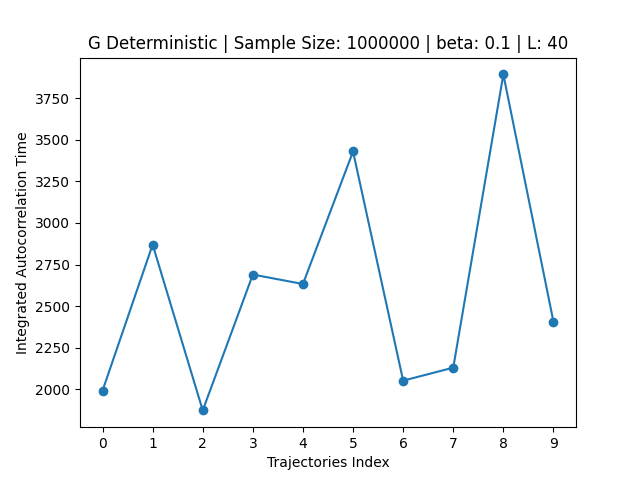 G Deterministic | Sample Size: 1000000 | beta: 0.1 | L: 40
Integrated Autocorrelation Time
3750
3500
3250
3000
2750
2500
2250
2000
0 1 2 3 4 5 6 7 8 9
Trajectories Index